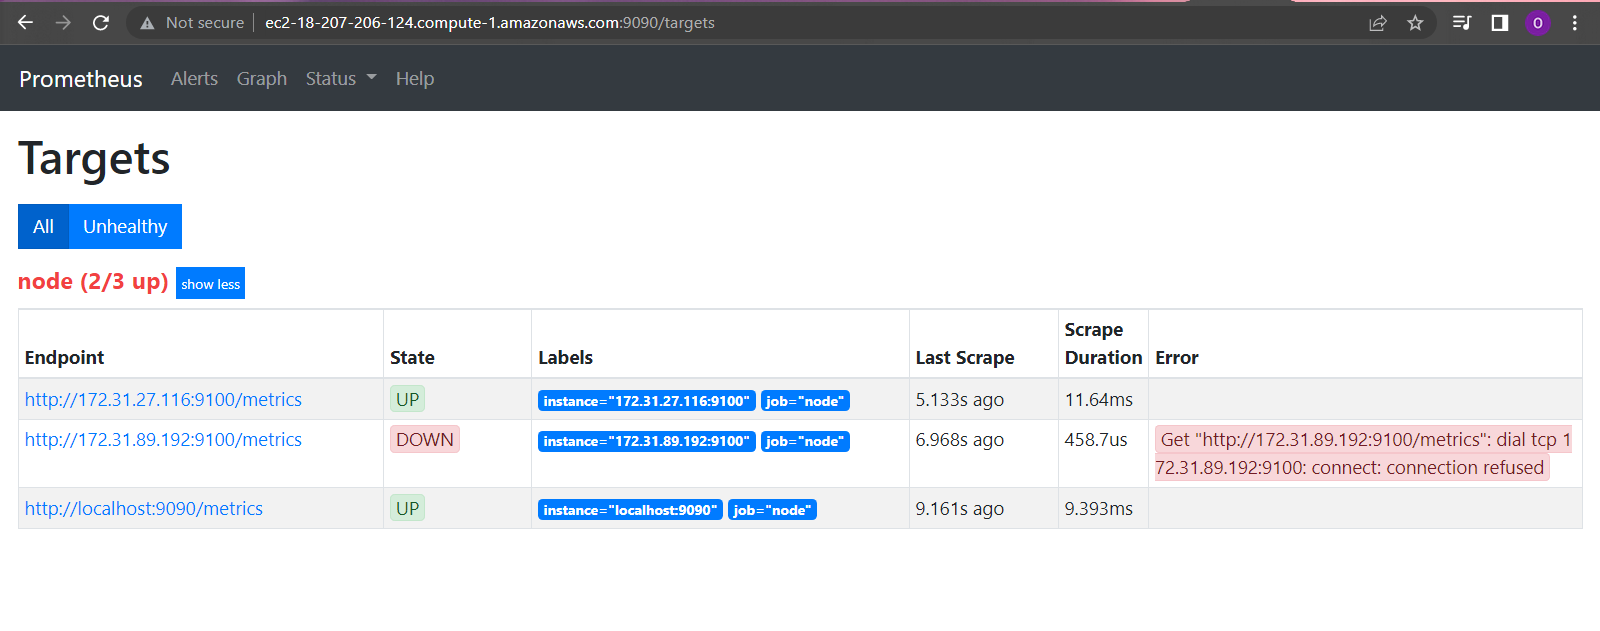 Not secure ec2-18-207-206-124.compute-1.amazonaws.com:9090/targets O
Prometheus Alerts Graph Status Help
Targets
All Unhealthy
node (2/3 up) show less
Scrape
Endpoint State Labels Last Scrape Duration Error
http://172.31.27.116:9100/metrics UP instance="172.31.27.116:9100" job="node" 5.133s ago 11.64ms
http://172.31.89.192:9100/metrics DOWN instance="172.31.89.192:9100" job="node" 6.968s ago 458.7us Get "http://172.31.89.192:9100/metrics": dial tcp 1
72.31.89.192:9100: connect: connection refused
http://localhost:9090/metrics UP instance="localhost:9090" job="node" 9.161s ago 9.393ms